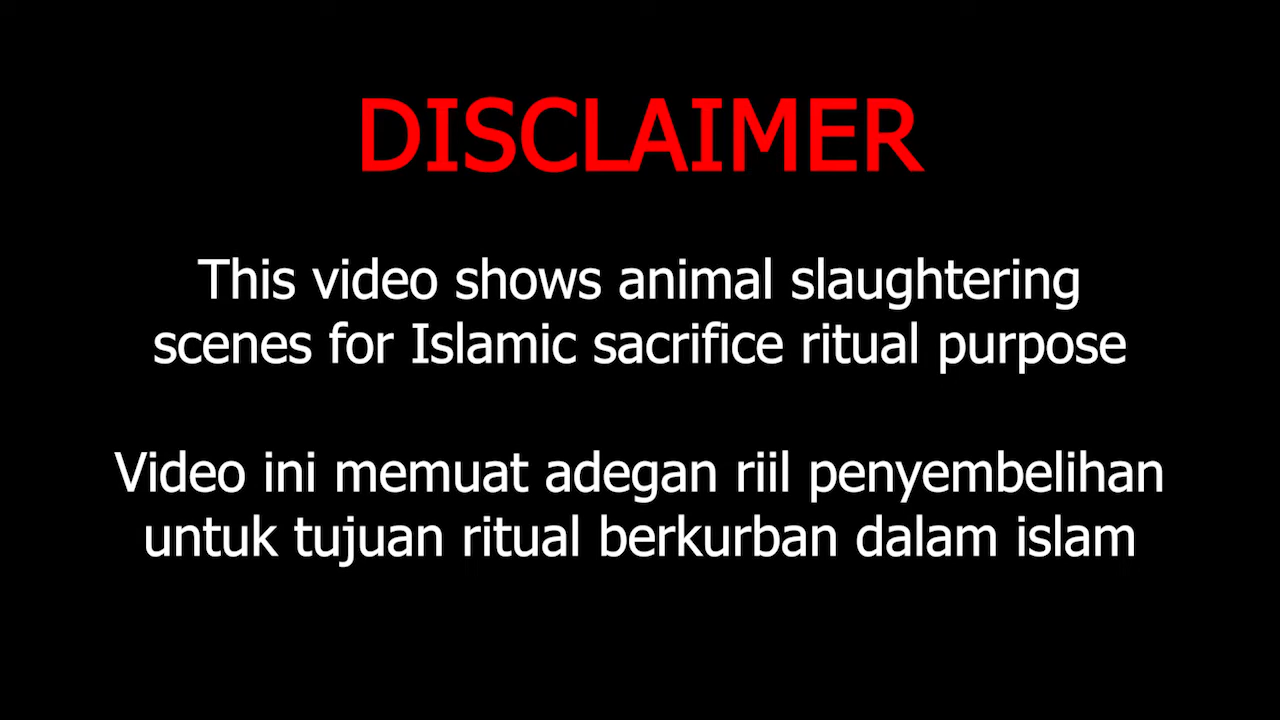 DISCLAIMER
This video shows animal slaughtering
scenes for Islamic sacrifice ritual purpose
Video ini memuat adegan riil penyembelihan
untuk tujuan ritual berkurban dalam islam